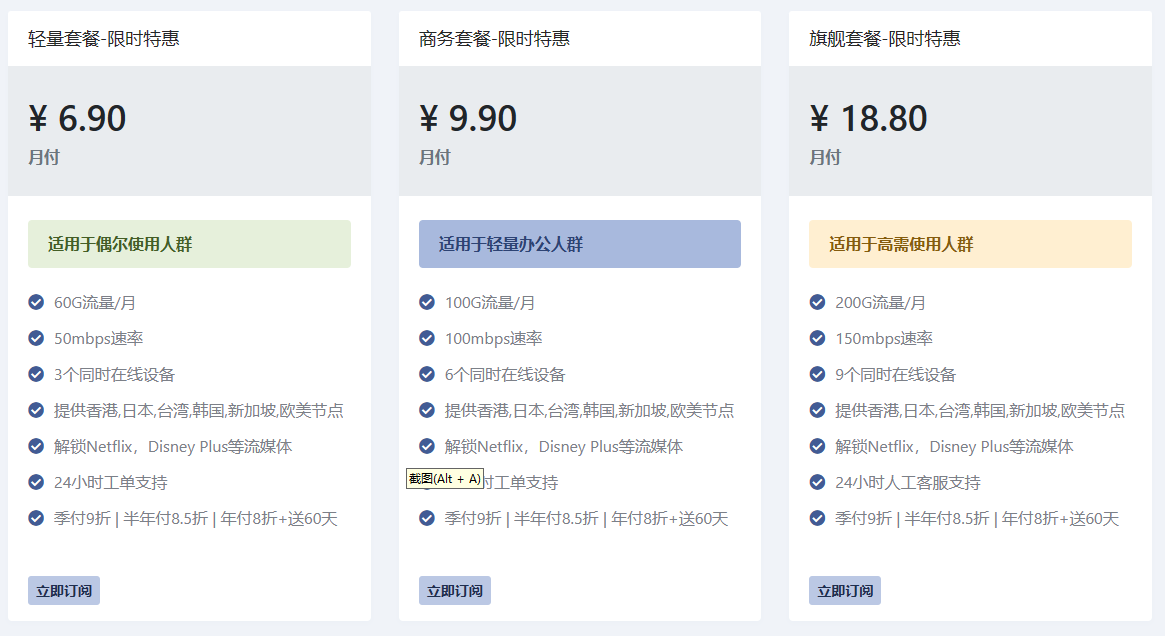 轻量套餐-限时特惠
¥ 6.90
月付
适用于偶尔使用人群
60G流量/月
50mbps速率
3个同时在线设备
提供香港,日本,台湾,韩国,新加坡,欧美节点
解锁Netflix，Disney Plus等流媒体
24小时工单支持
季付9折 | 半年付8.5折 | 年付8折+送60天
立即订阅
商务套餐-限时特惠
¥ 9.90
月付
适用于轻量办公人群
100G流量/月
100mbps速率
6个同时在线设备
提供香港,日本,台湾,韩国,新加坡,欧美节点
解锁Netflix，Disney Plus等流媒体
截图(Alt + A)
时工单支持
季付9折 | 半年付8.5折 | 年付8折+送60天
立即订阅
旗舰套餐-限时特惠
¥ 18.80
月付
适用于高需使用人群
200G流量/月
150mbps速率
9个同时在线设备
提供香港,日本,台湾,韩国,新加坡,欧美节点
解锁Netflix，Disney Plus等流媒体
24小时人工客服支持
季付9折 | 半年付8.5折 | 年付8折+送60天
立即订阅